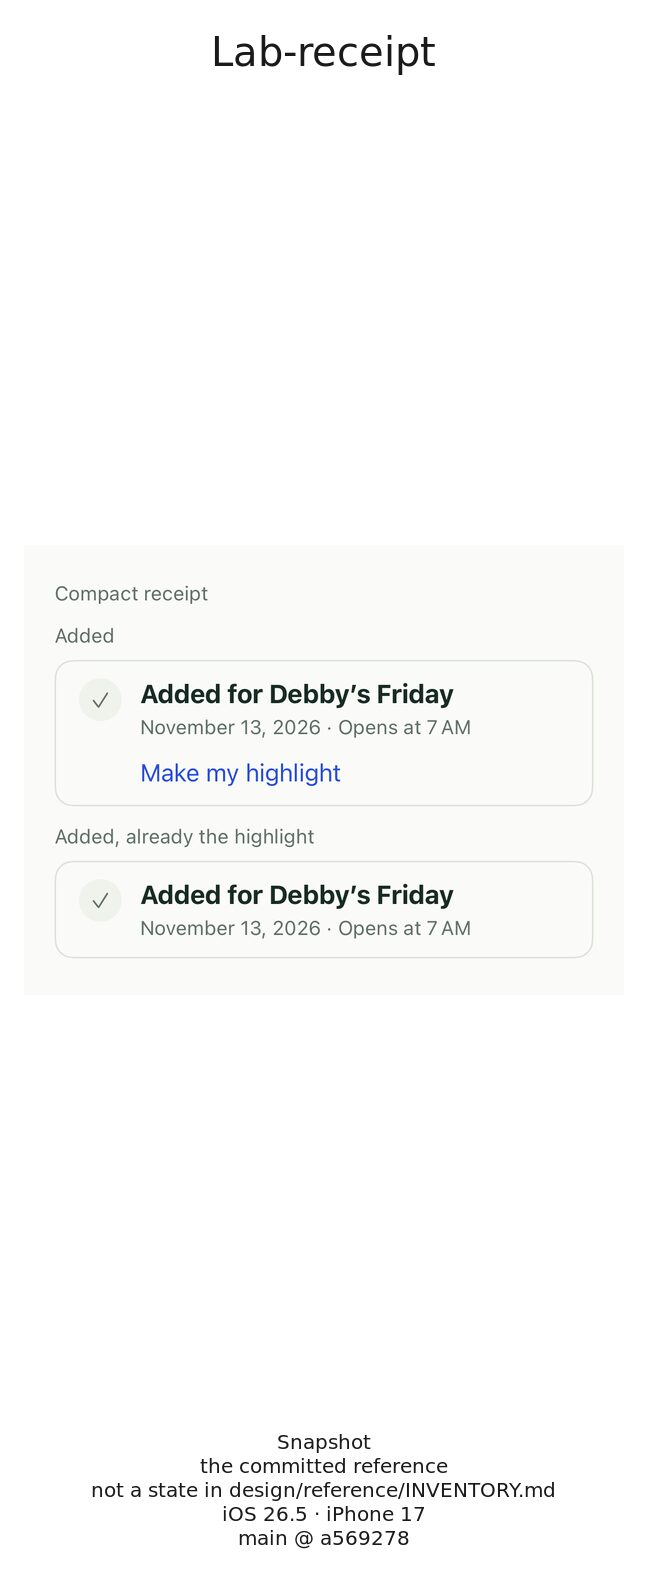 Lab-receipt
Compact receipt
Added
Added for Debby’s Friday
November 13, 2026 · Opens at 7 AM
Make my highlight
Added, already the highlight
Added for Debby’s Friday
November 13, 2026 · Opens at 7 AM
Snapshot
the committed reference
not a state in design/reference/INVENTORY.md
iOS 26.5 · iPhone 17
main @ a569278